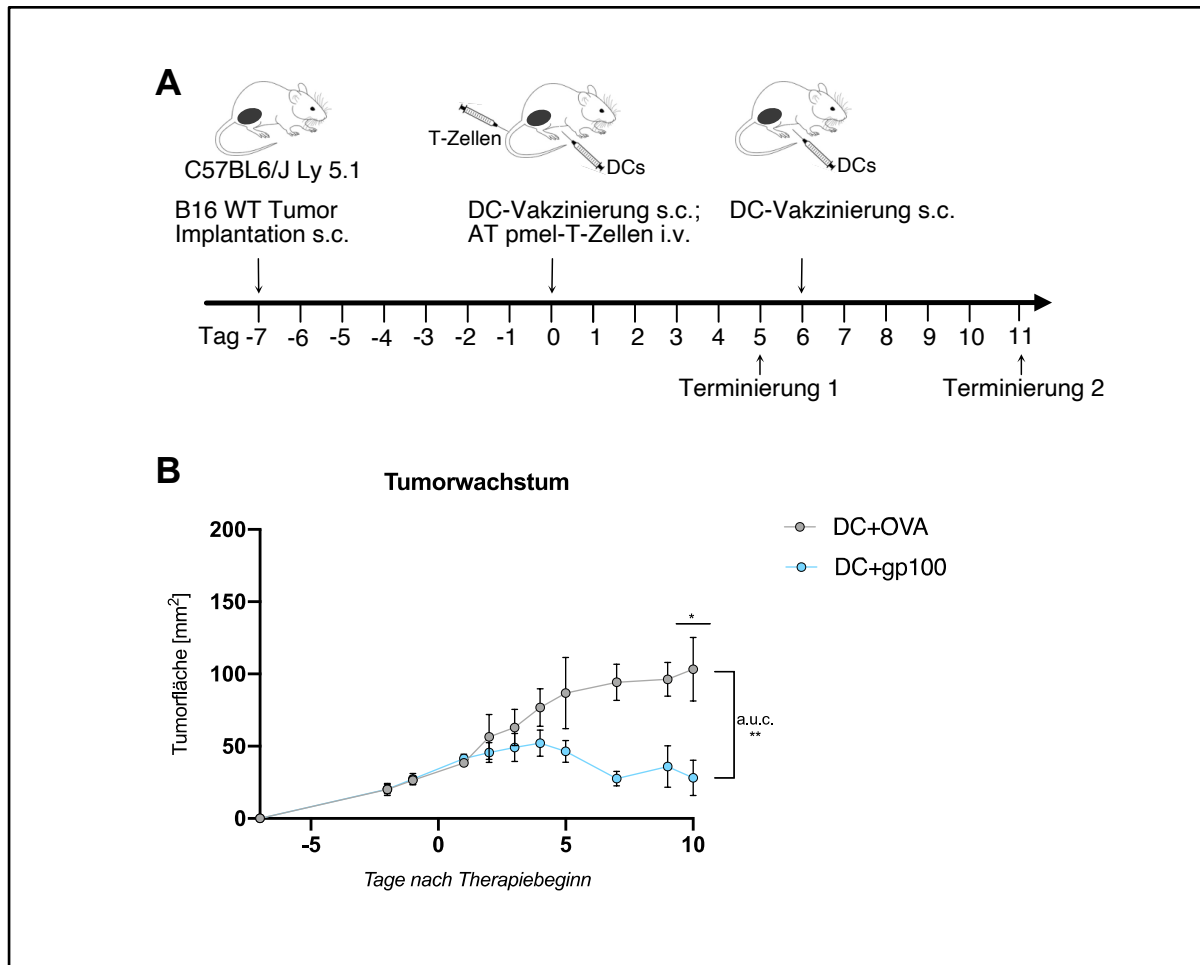 A
T-Zellen
DCs
DCs
C57BL6/J Ly 5.1
B16 WT Tumor
Implantation s.c.
DC-Vakzinierung s.c.;
AT pmel-T-Zellen i.v.
DC-Vakzinierung s.c.
Tag -7 -6 -5 -4 -3 -2 -1 0 1 2 3 4 5 6 7 8 9 10 11
Terminierung 1
Terminierung 2
B
Tumorwachstum
DC+OVA
DC+gp100
Tumorfläche [mm²]
200
150
100
50
0
-5 0 5 10
Tage nach Therapiebeginn
*
a.u.c.
**